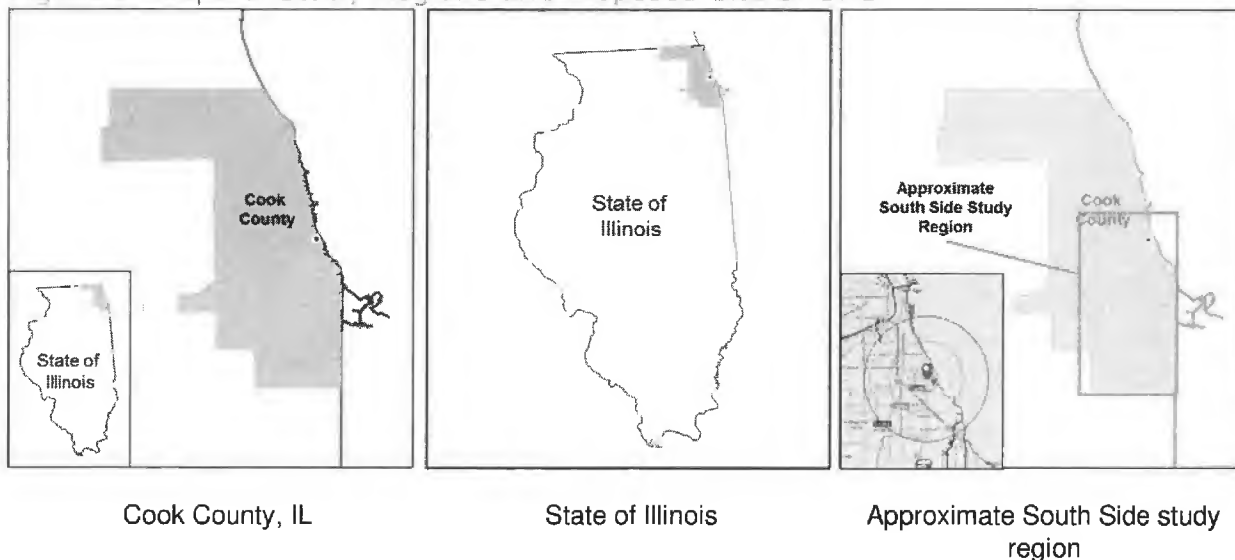 Cook
County
State of
Illinois
State of
Illinois
Approximate
South Side Study
Region
Cook
County
Cook County, IL
State of Illinois
Approximate South Side study
region